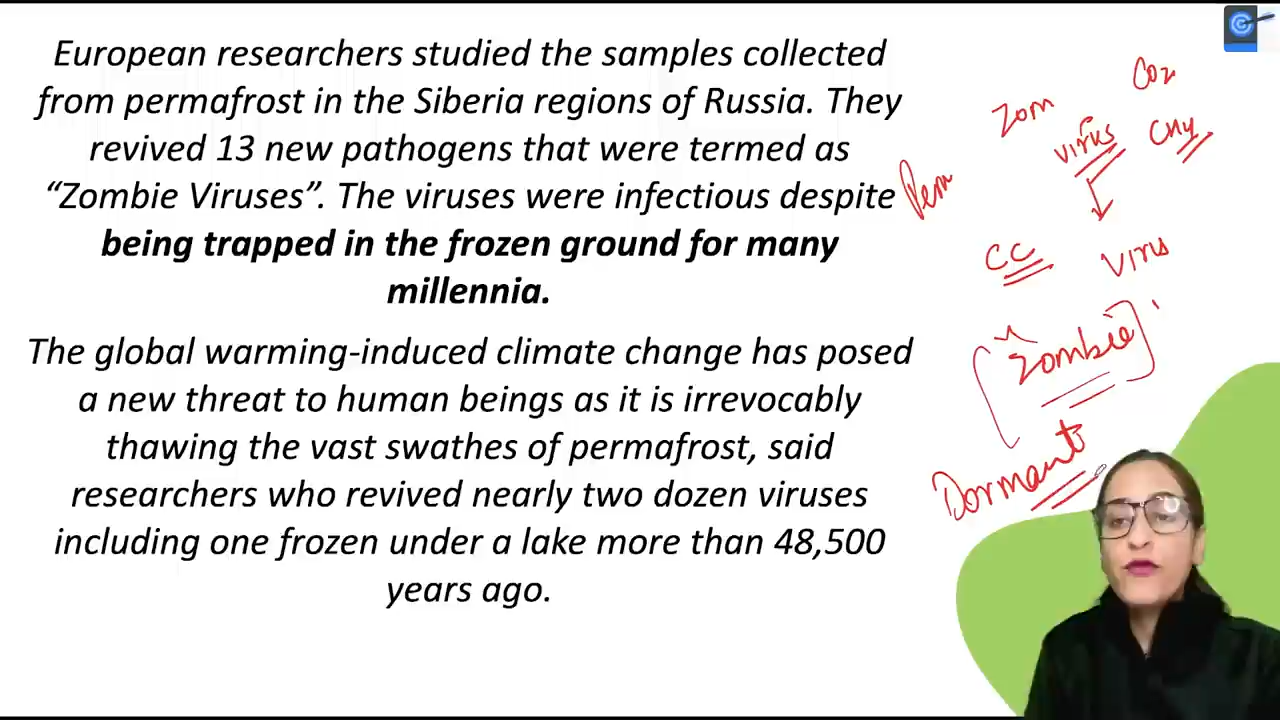 European researchers studied the samples collected
from permafrost in the Siberia regions of Russia. They
revived 13 new pathogens that were termed as
“Zombie Viruses”. The viruses were infectious despite
being trapped in the frozen ground for many
millennia.
The global warming-induced climate change has posed
a new threat to human beings as it is irrevocably
thawing the vast swathes of permafrost, said
researchers who revived nearly two dozen viruses
including one frozen under a lake more than 48,500
years ago.
CO2
Zom
virus
CH4
Perm
CC
Virus
"Zombie"
Dormant